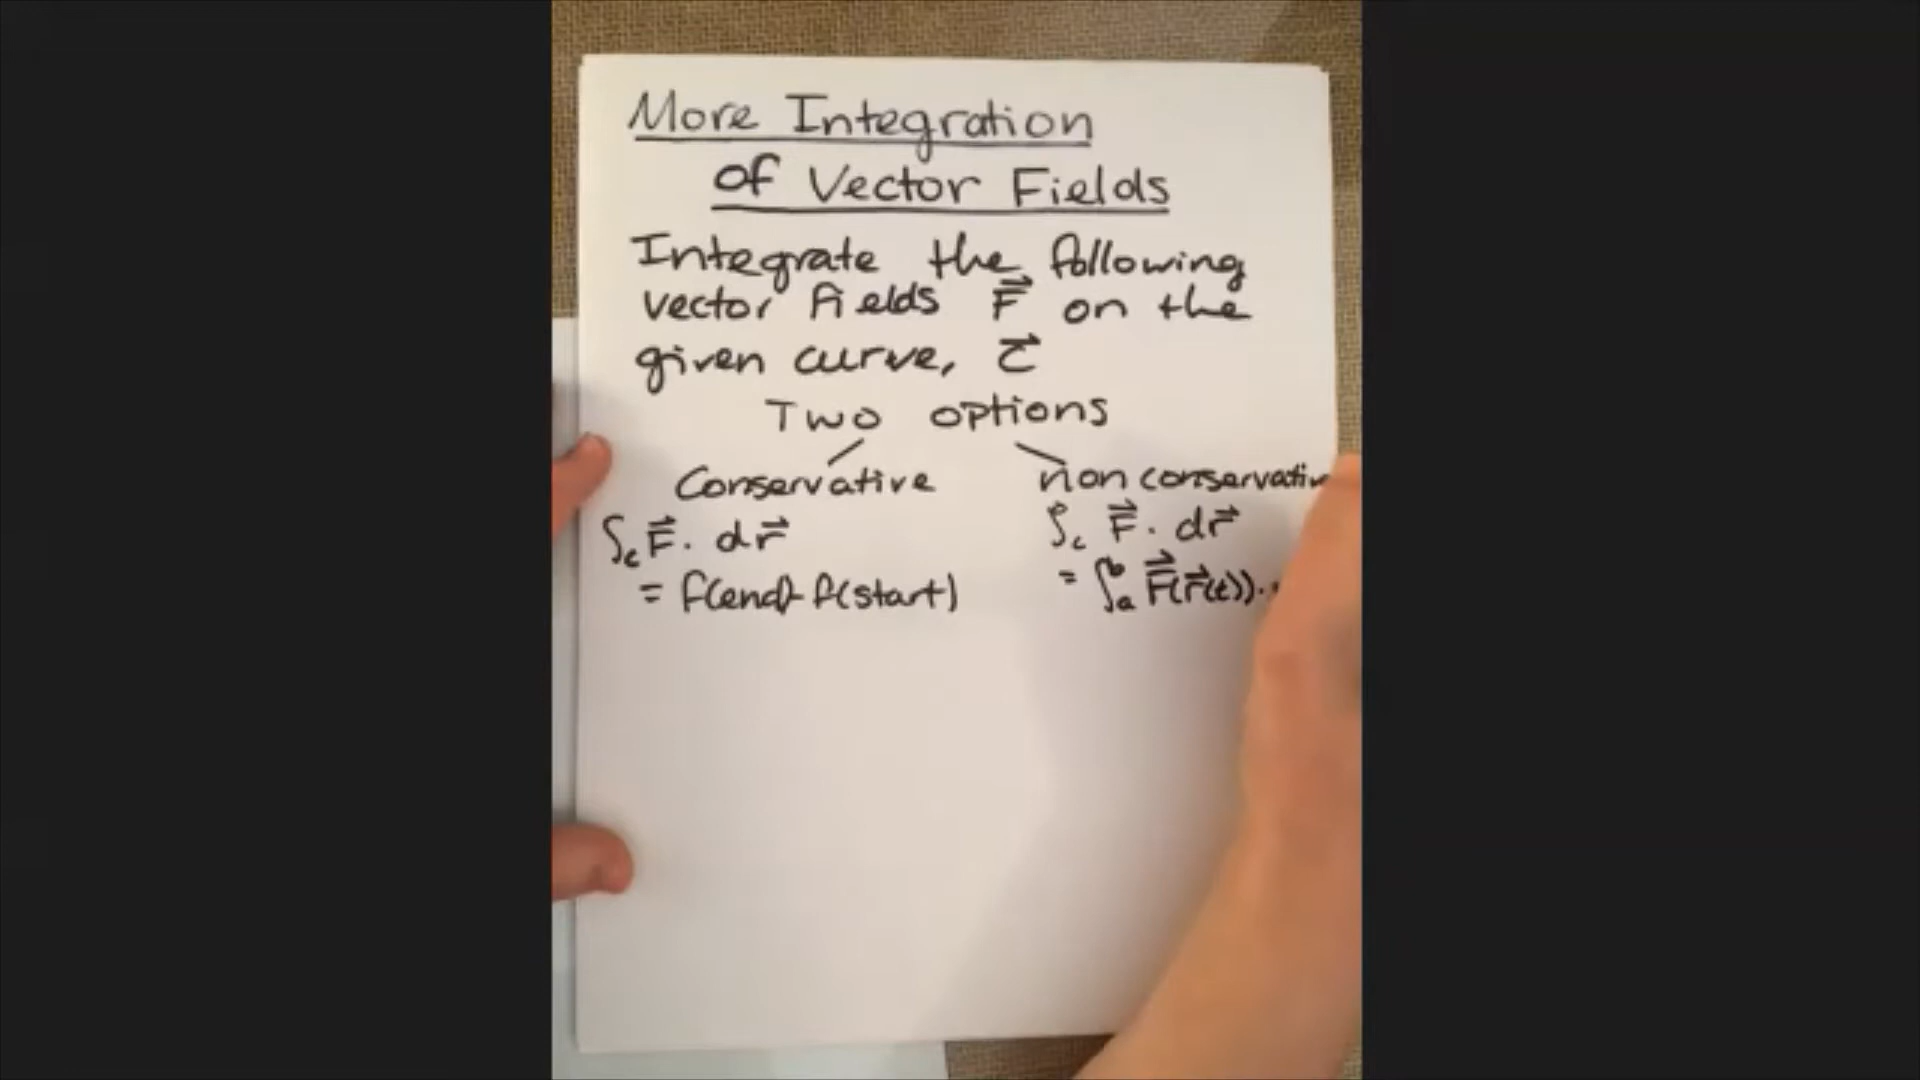 More Integration
of Vector Fields
Integrate the following
vector fields F⃗ on the
given curve, C⃗
Two options
Conservative
non conservativ
∫c F⃗ · dr⃗
= f(end) - f(start)
∫c F⃗ · dr⃗
= ∫ₐᵇ F⃗(r⃗(t)) · ·